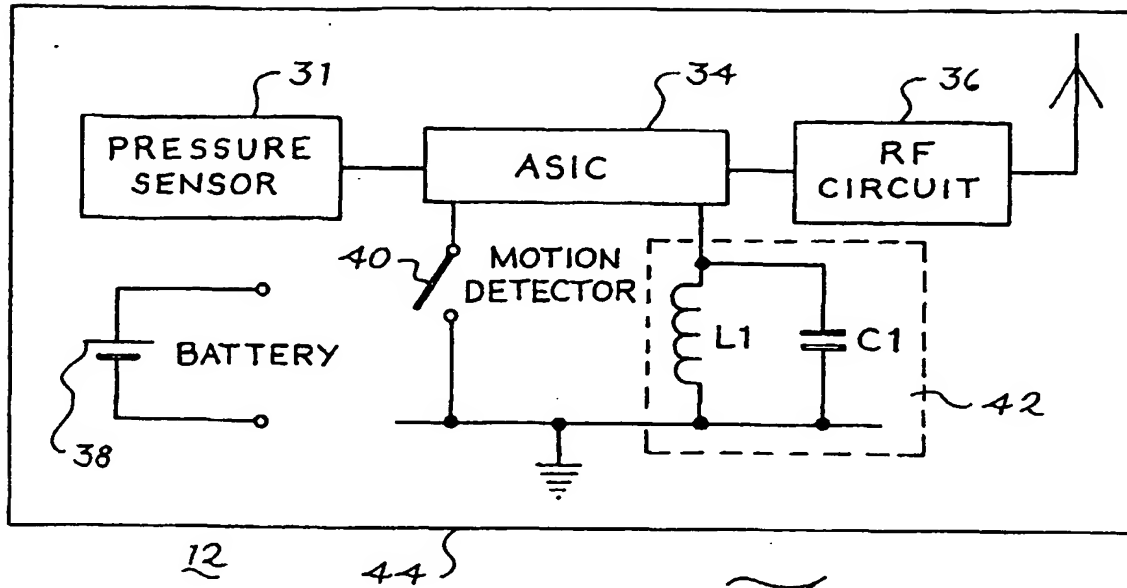 31
34
36
PRESSURE
SENSOR
ASIC
RF
CIRCUIT
40
MOTION
DETECTOR
L1
C1
BATTERY
42
38
12
44